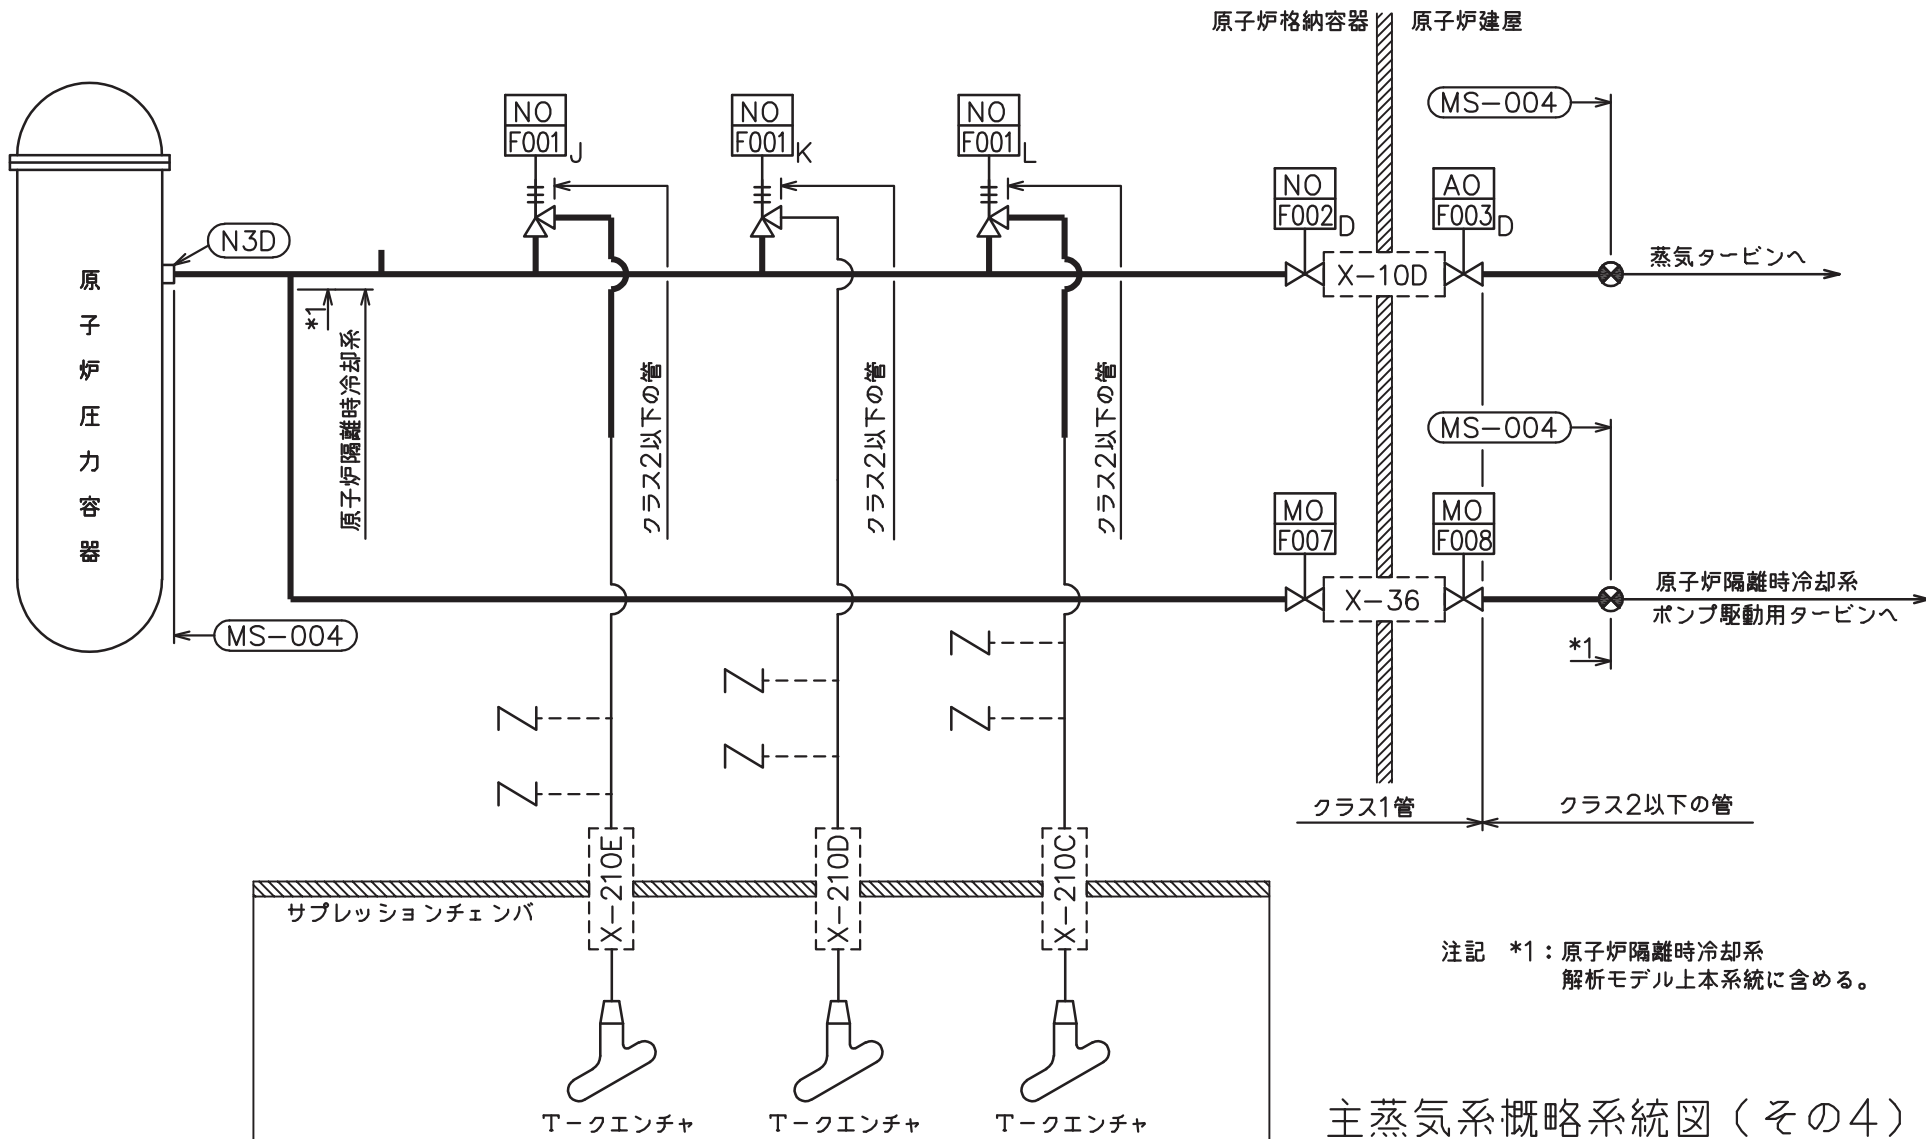 原子炉格納容器
原子炉建屋
NO
F001
J
NO
F001
K
NO
F001
L
MS-004
NO
F002
D
AO
F003
D
N3D
X-10D
蒸気タービンへ
原子炉圧力容器
*1
原子炉隔離時冷却系
クラス2以下の管
クラス2以下の管
クラス2以下の管
MS-004
MO
F007
MO
F008
X-36
原子炉隔離時冷却系
ポンプ駆動用タービンへ
MS-004
*1
クラス1管
クラス2以下の管
X-210E
X-210D
X-210C
サプレッションチェンバ
注記 *1:原子炉隔離時冷却系
解析モデル上本系統に含める。
T-クエンチャ
T-クエンチャ
T-クエンチャ
主蒸気系概略系統図(その4)